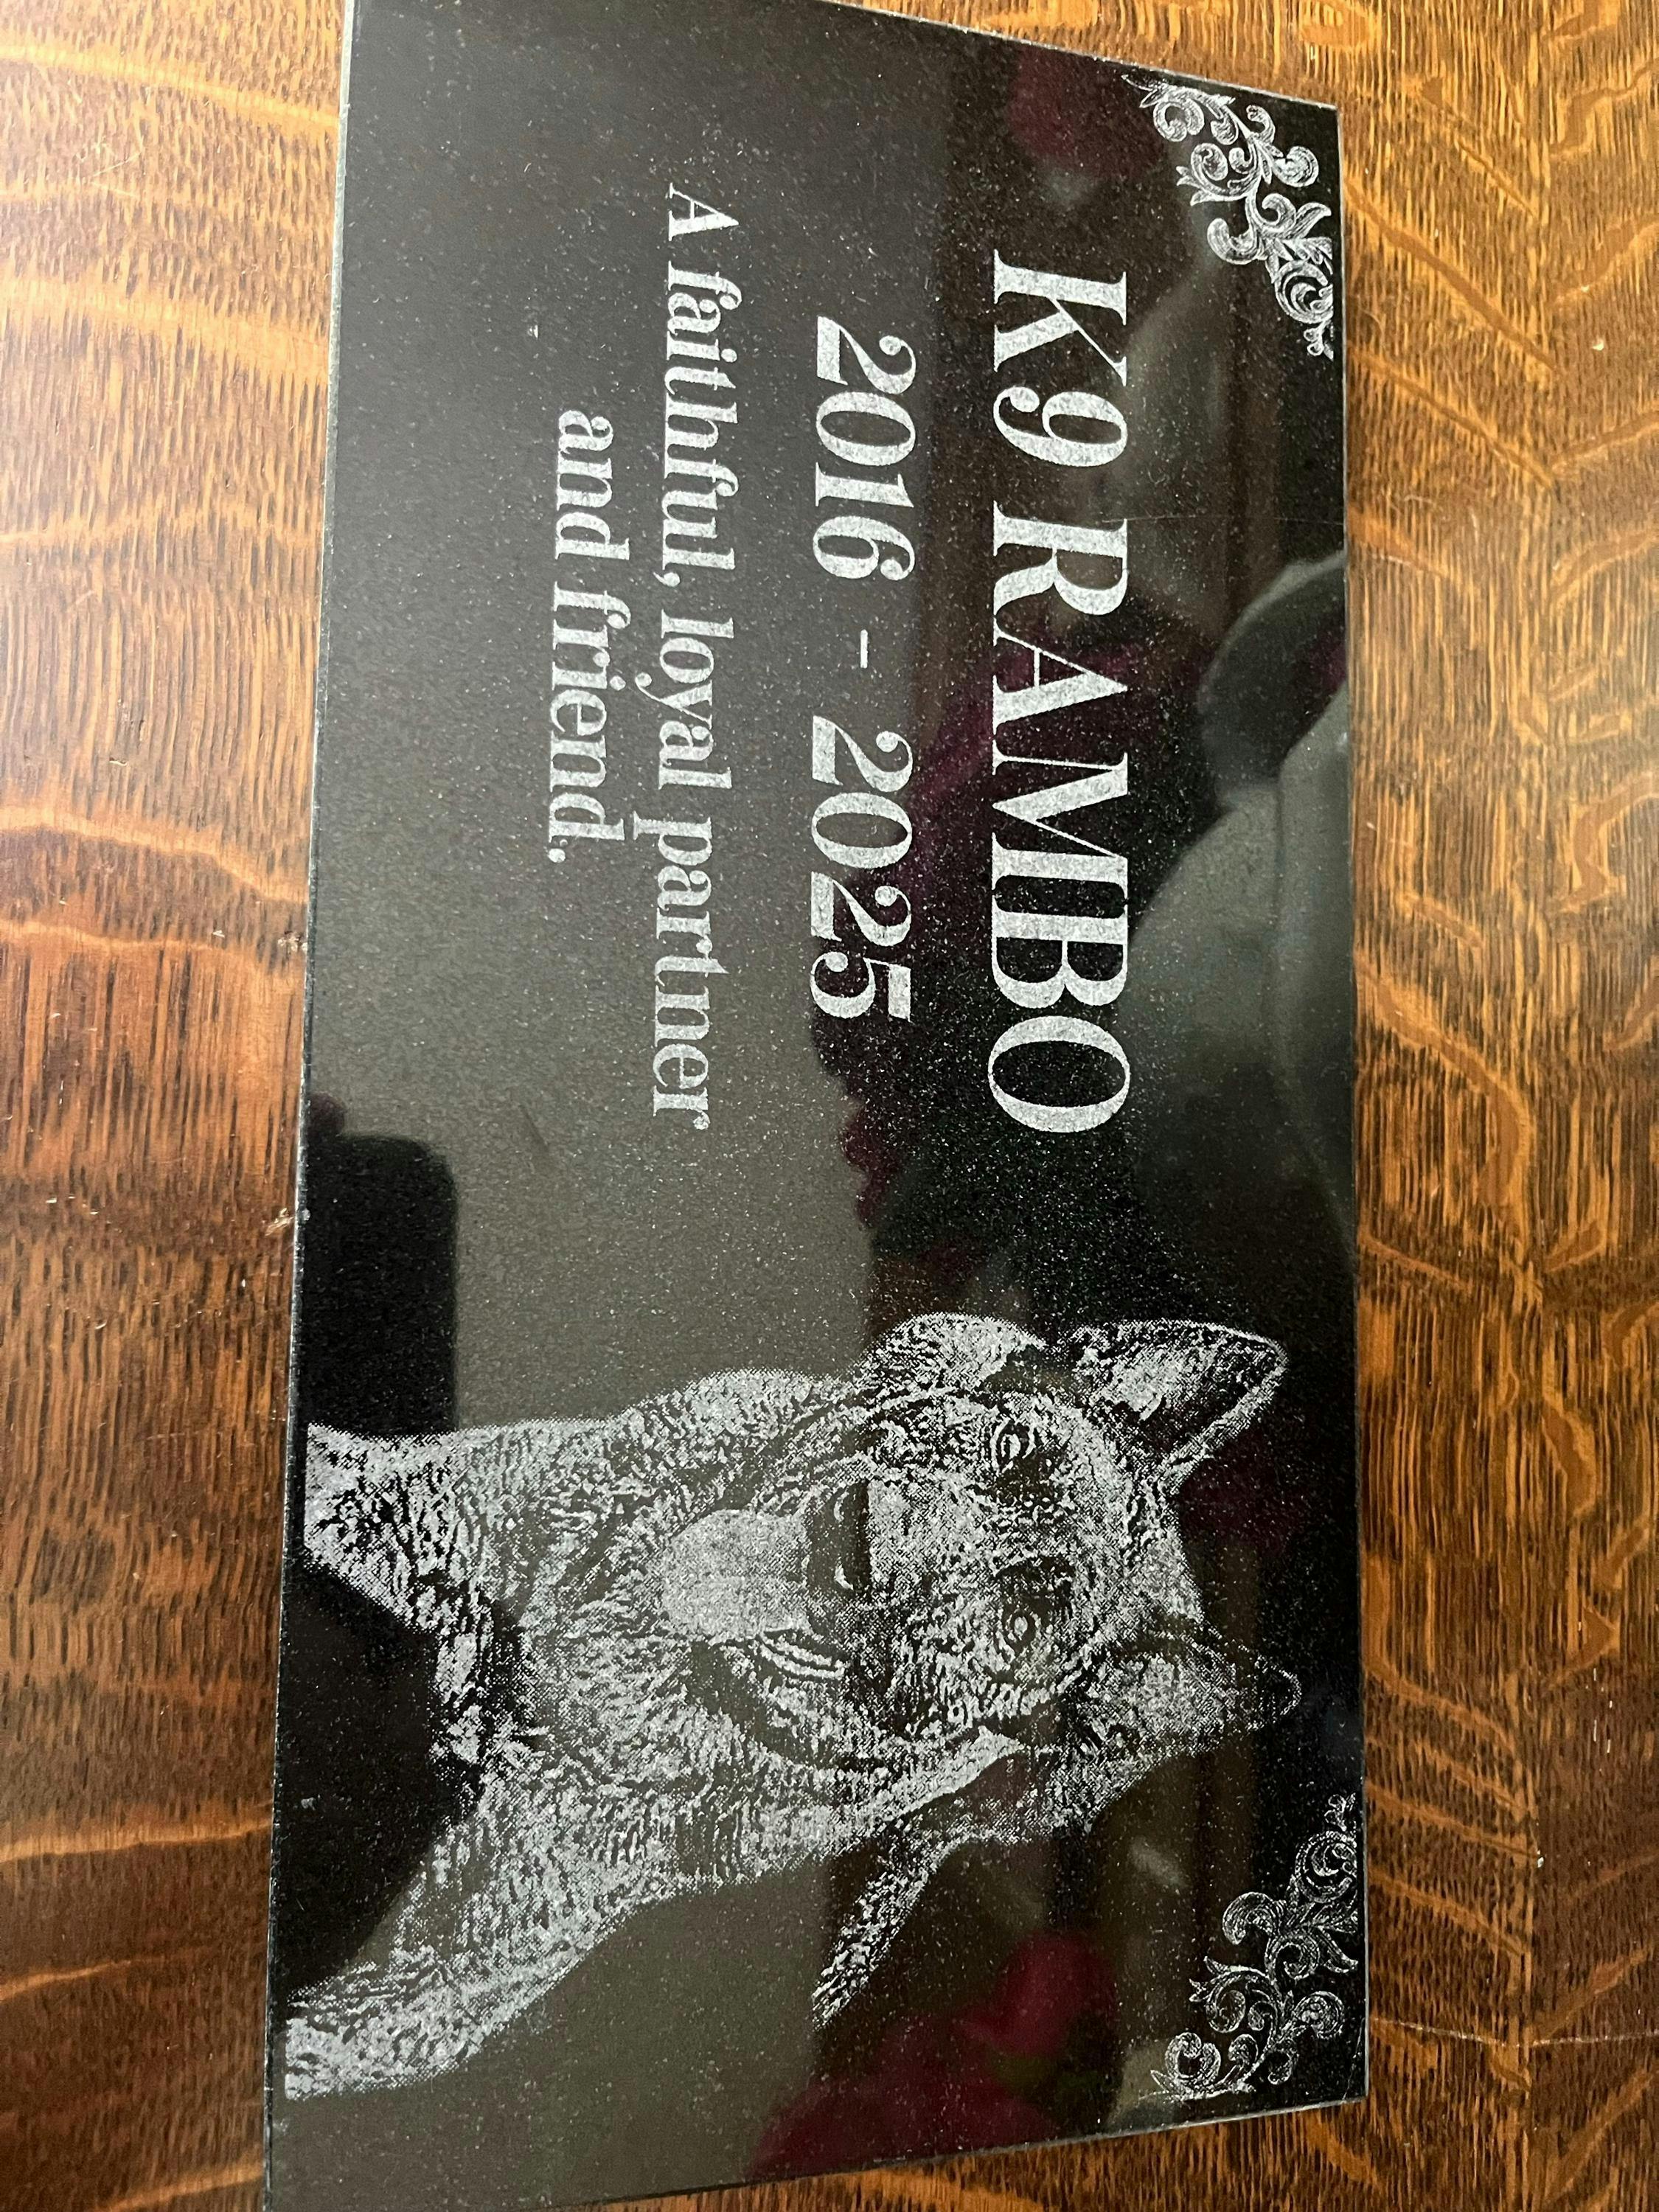 K9 RAMBO
2016 - 2025
A faithful, loyal partner
and friend.